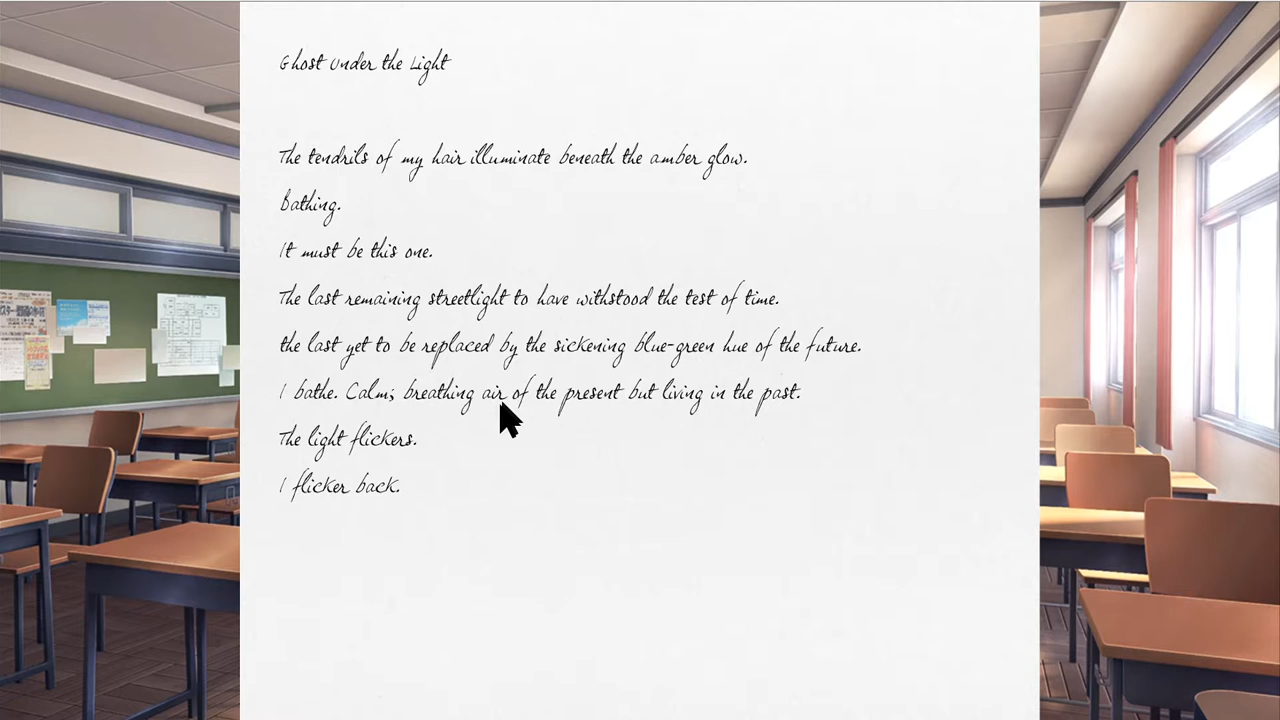 Ghost Under the Light
The tendrils of my hair illuminate beneath the amber glow.
Bathing.
It must be this one.
The last remaining streetlight to have withstood the test of time.
the last yet to be replaced by the sickening blue-green hue of the future.
I bathe. Calm; breathing air of the present but living in the past.
The light flickers.
I flicker back.